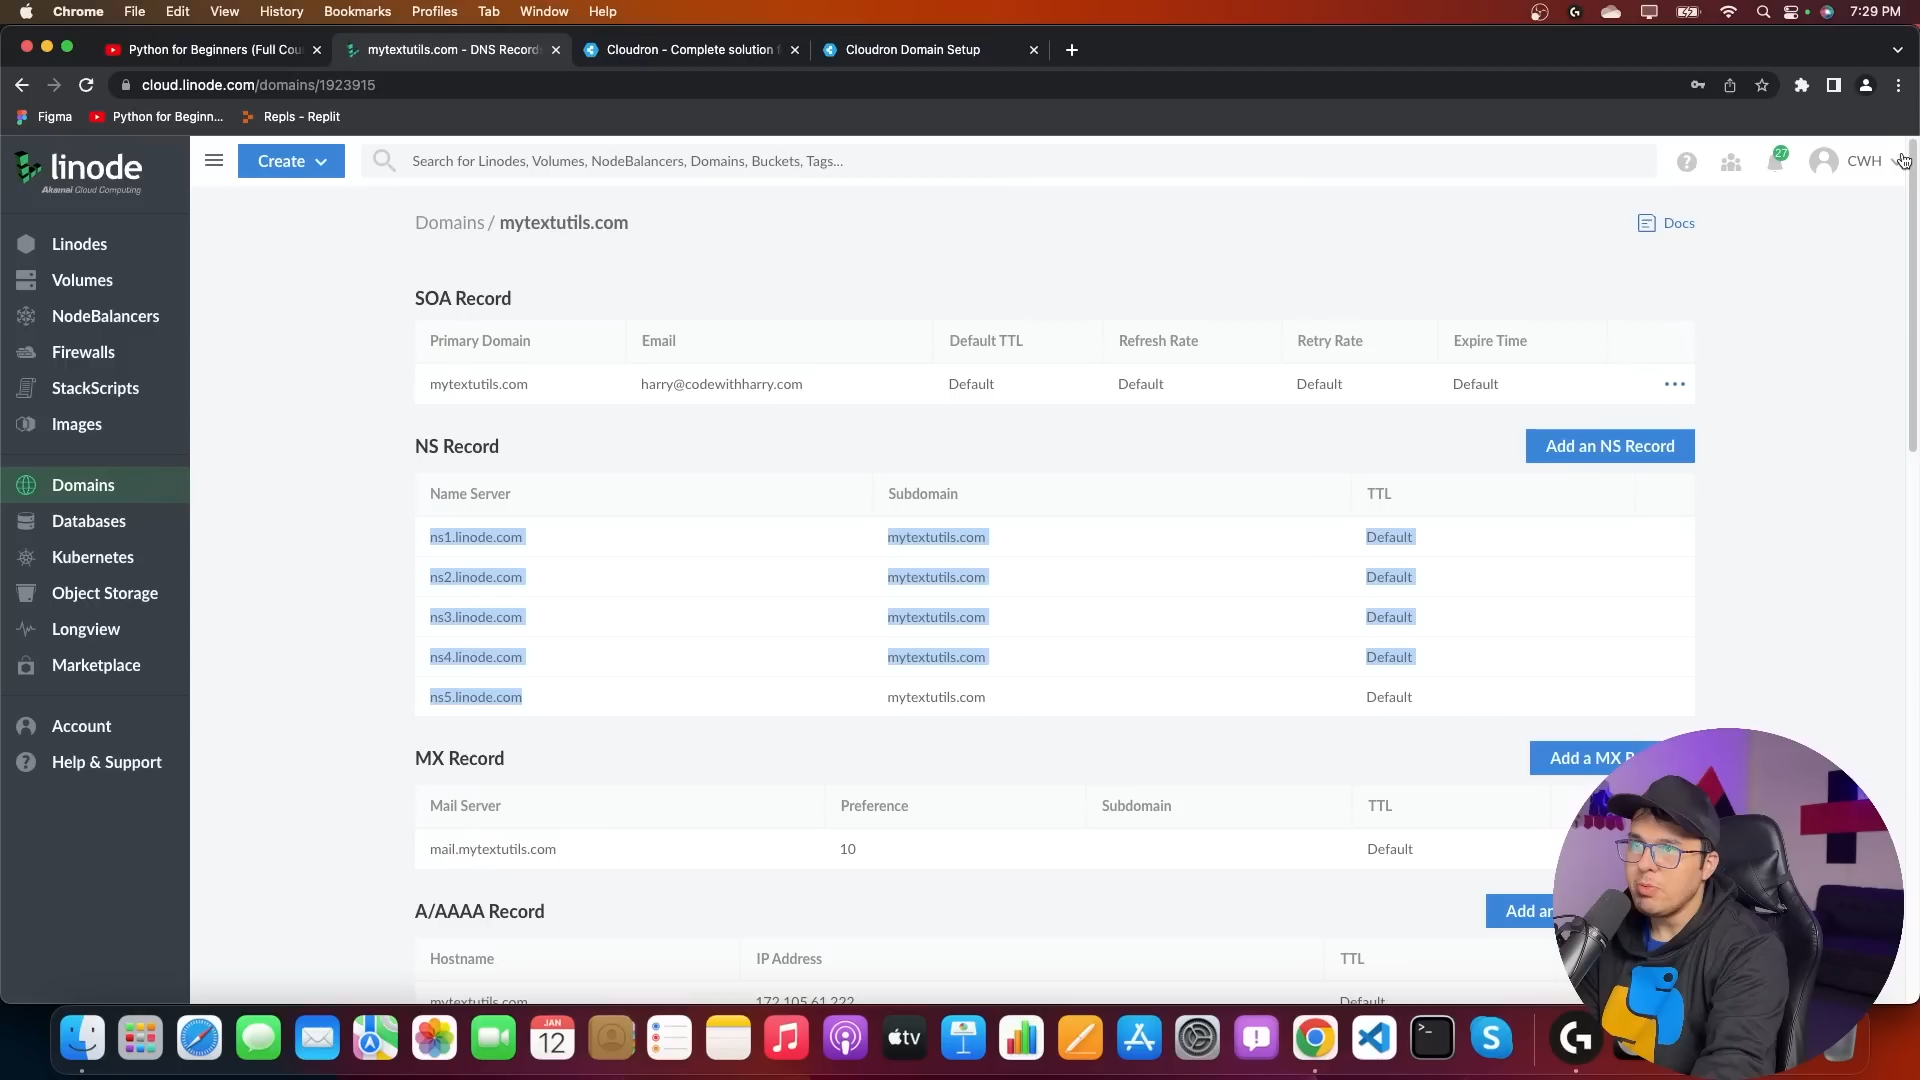 Chrome File Edit View History Bookmarks Profiles Tab Window Help 7:29 PM
Python for Beginners (Full Cou
mytextutils.com - DNS Records
Cloudron - Complete solution f
Cloudron Domain Setup
cloud.linode.com/domains/1923915
Figma Python for Beginn... Repls - Replit
linode
Akamai Cloud Computing
Create
Search for Linodes, Volumes, NodeBalancers, Domains, Buckets, Tags...
27
CWH
Linodes
Volumes
NodeBalancers
Firewalls
StackScripts
Images
Domains
Databases
Kubernetes
Object Storage
Longview
Marketplace
Account
Help & Support
Domains / mytextutils.com
Docs
SOA Record
Primary Domain Email Default TTL Refresh Rate Retry Rate Expire Time
mytextutils.com harry@codewithharry.com Default Default Default Default
NS Record
Add an NS Record
Name Server Subdomain TTL
ns1.linode.com mytextutils.com Default
ns2.linode.com mytextutils.com Default
ns3.linode.com mytextutils.com Default
ns4.linode.com mytextutils.com Default
ns5.linode.com mytextutils.com Default
MX Record
Add a MX R
Mail Server Preference Subdomain TTL
mail.mytextutils.com 10 Default
A/AAAA Record
Add an
Hostname IP Address TTL
mytextutils.com 172.105.61.222 Default
JAN
12
tv